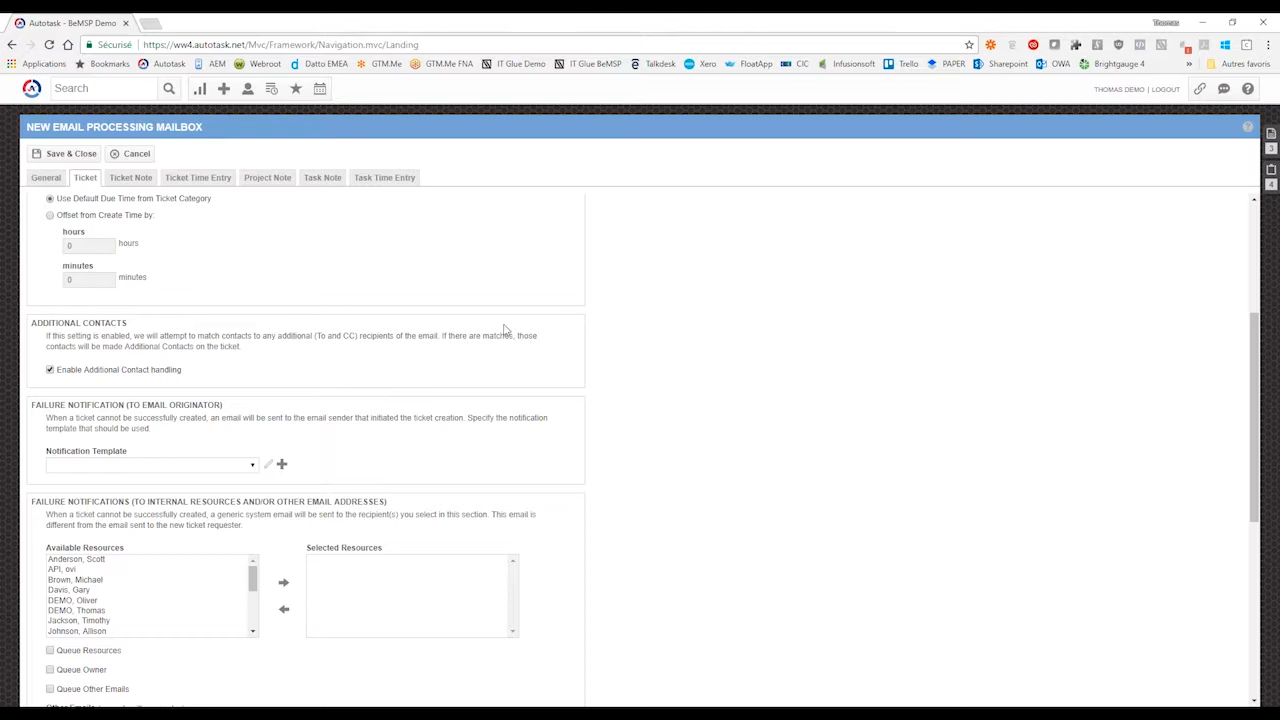 Autotask - BeMSP Demo
Thomas
Sécurisé
https://ww4.autotask.net/Mvc/Framework/Navigation.mvc/Landing
Applications
Bookmarks
Autotask
AEM
Webroot
Datto EMEA
GTM.Me
GTM.Me FNA
IT Glue Demo
IT Glue BeMSP
Talkdesk
Xero
FloatApp
CIC
Infusionsoft
Trello
PAPER
Sharepoint
OWA
Brightgauge 4
»
Autres favoris
Search
THOMAS DEMO | LOGOUT
NEW EMAIL PROCESSING MAILBOX
3
4
Save & Close
Cancel
General
Ticket
Ticket Note
Ticket Time Entry
Project Note
Task Note
Task Time Entry
Use Default Due Time from Ticket Category
Offset from Create Time by:
hours
0 hours
minutes
0 minutes
ADDITIONAL CONTACTS
If this setting is enabled, we will attempt to match contacts to any additional (To and CC) recipients of the email. If there are matches, those
contacts will be made Additional Contacts on the ticket.
Enable Additional Contact handling
FAILURE NOTIFICATION (TO EMAIL ORIGINATOR)
When a ticket cannot be successfully created, an email will be sent to the email sender that initiated the ticket creation. Specify the notification
template that should be used.
Notification Template
FAILURE NOTIFICATIONS (TO INTERNAL RESOURCES AND/OR OTHER EMAIL ADDRESSES)
When a ticket cannot be successfully created, a generic system email will be sent to the recipient(s) you select in this section. This email is
different from the email sent to the new ticket requester.
Available Resources
Selected Resources
Anderson, Scott
API, ovi
Brown, Michael
Davis, Gary
DEMO, Oliver
DEMO, Thomas
Jackson, Timothy
Johnson, Allison
Queue Resources
Queue Owner
Queue Other Emails